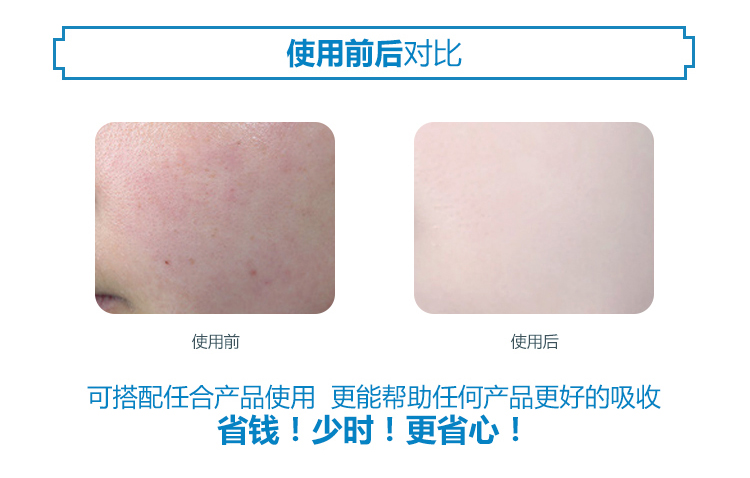 使用前后对比
使用前
使用后
可搭配任合产品使用 更能帮助任何产品更好的吸收
省钱！少时！更省心！